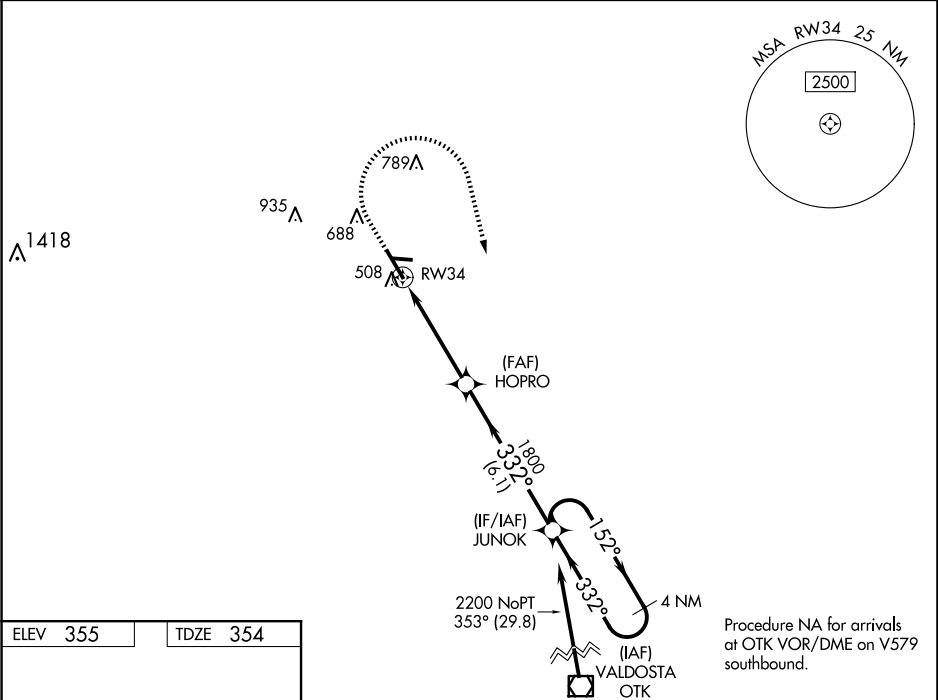 MSA RW34 25 NM
2500
789
935
688
1418
508
RW34
(FAF)
HOPRO
1800
332°
(6.1)
(IF/IAF)
JUNOK
152°
332°
4 NM
2200 NoPT
353° (29.8)
(IAF)
VALDOSTA
OTK
Procedure NA for arrivals
at OTK VOR/DME on V579
southbound.
ELEV 355
TDZE 354